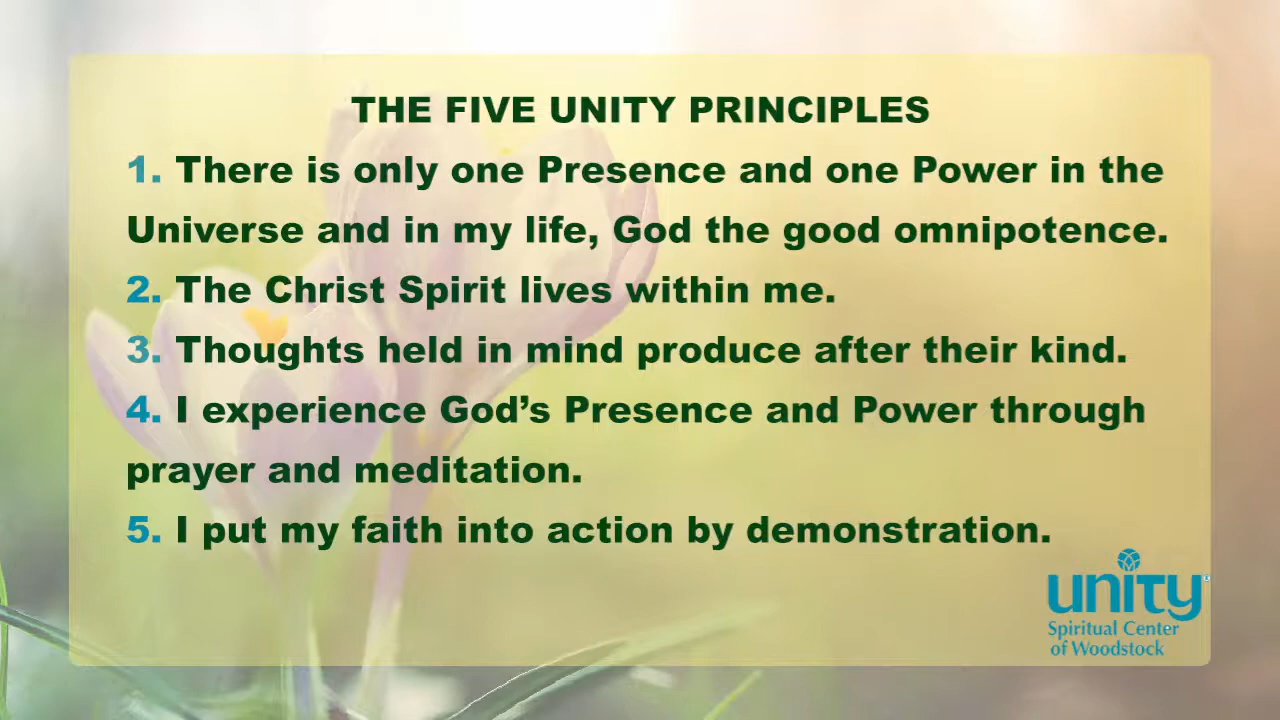 THE FIVE UNITY PRINCIPLES
1. There is only one Presence and one Power in the
Universe and in my life, God the good omnipotence.
2. The Christ Spirit lives within me.
3. Thoughts held in mind produce after their kind.
4. I experience God’s Presence and Power through
prayer and meditation.
5. I put my faith into action by demonstration.
unity®
Spiritual Center
of Woodstock